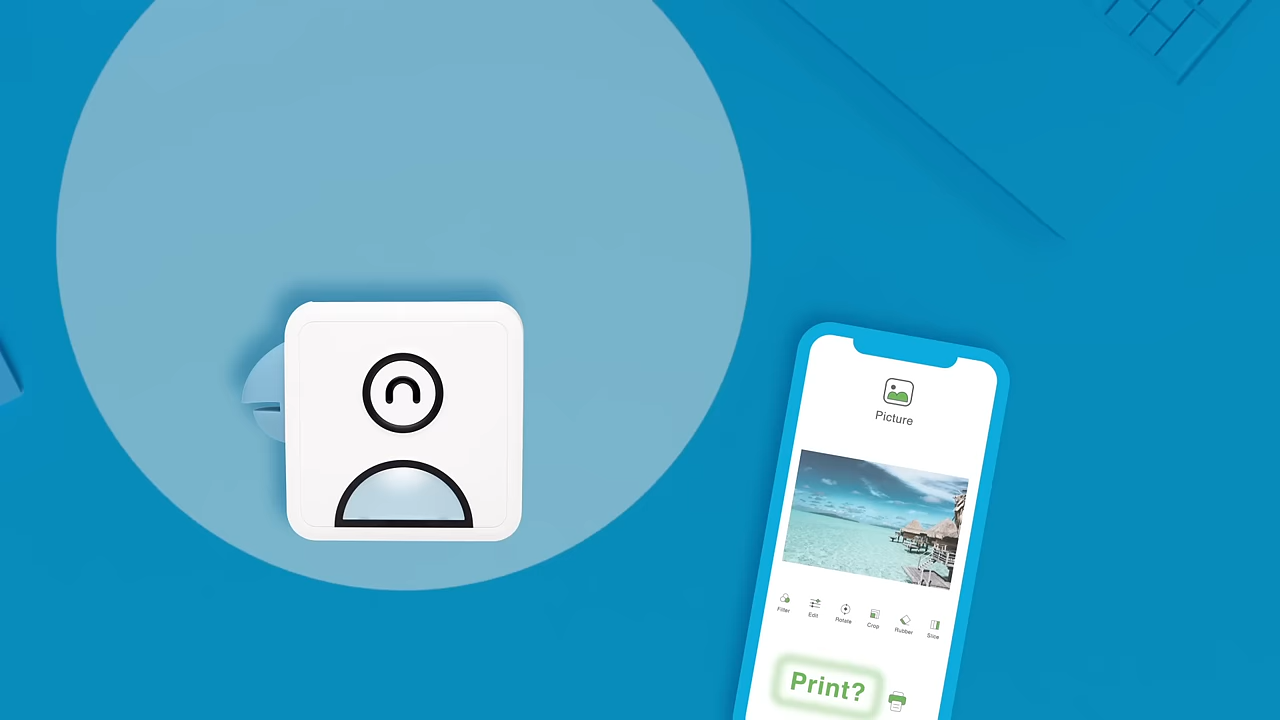 Picture
Filter
Edit
Rotate
Crop
Rubber
Slice
Print?